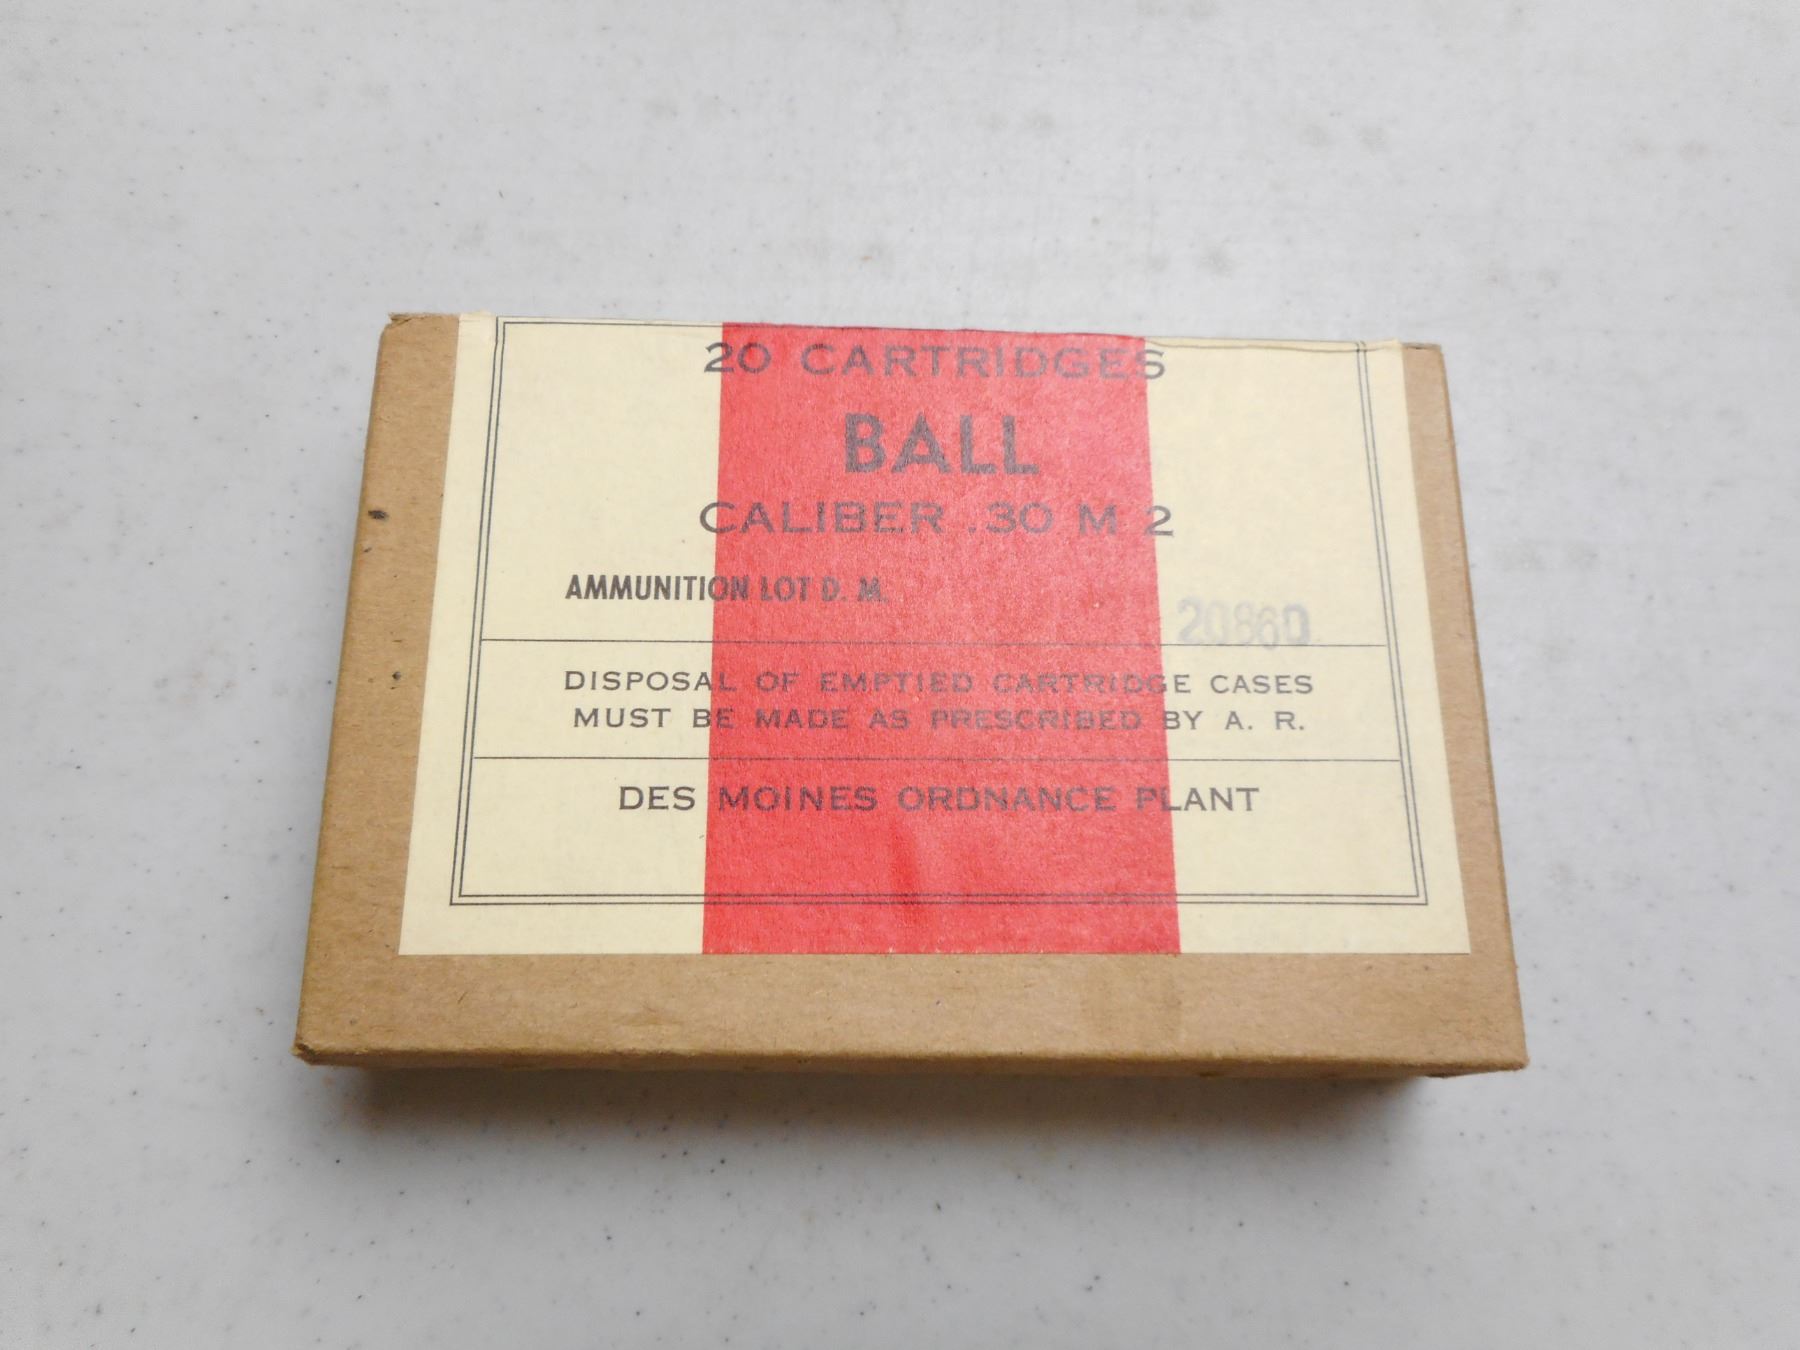 20 CARTRIDGES
BALL
CALIBER .30 M 2
AMMUNITION LOT D. M.
20860
DISPOSAL OF EMPTIED CARTRIDGE CASES
MUST BE MADE AS PRESCRIBED BY A. R.
DES MOINES ORDNANCE PLANT